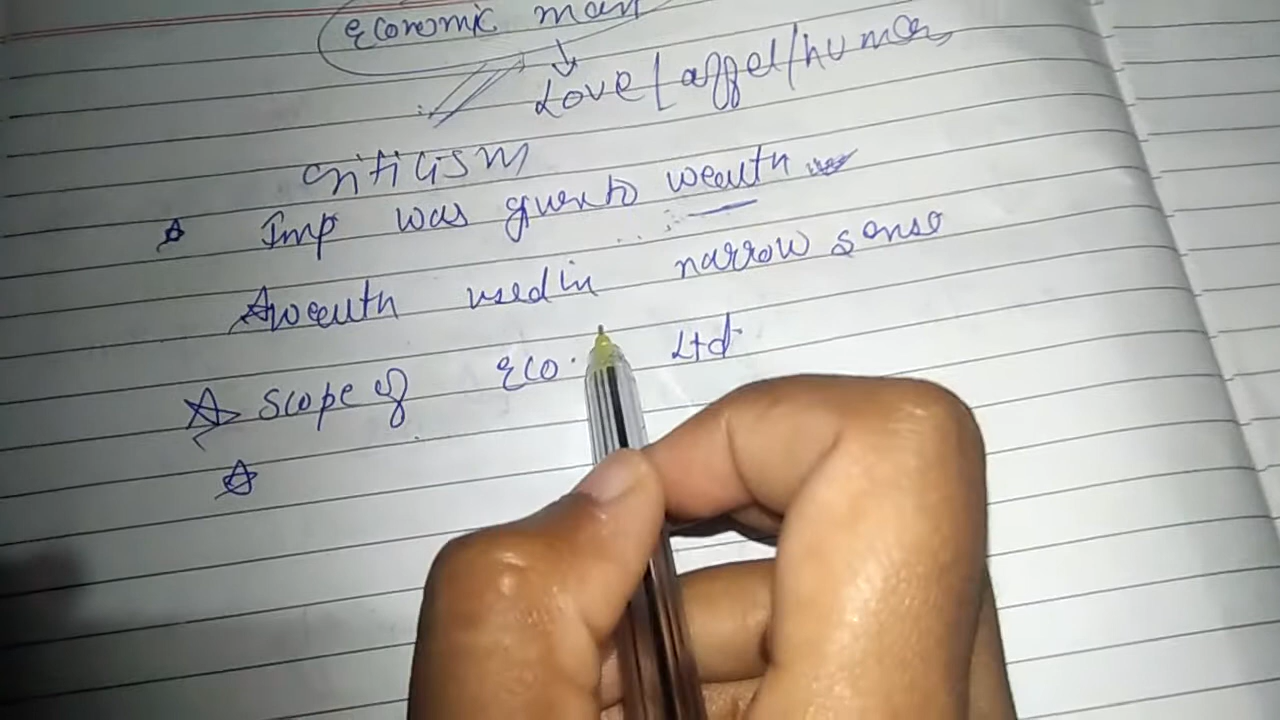 economic man
Love/affel/human
criticism
Imp was given to wealth
wealth used in narrow sense
scope of eco. Ltd.